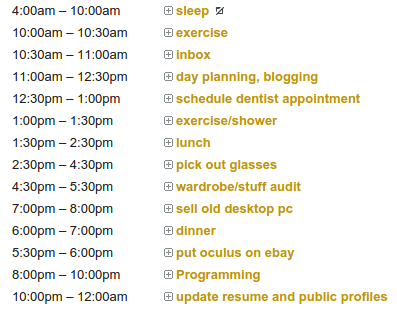 4:00am – 10:00am sleep
10:00am – 10:30am exercise
10:30am – 11:00am inbox
11:00am – 12:30pm day planning, blogging
12:30pm – 1:00pm schedule dentist appointment
1:00pm – 1:30pm exercise/shower
1:30pm – 2:30pm lunch
2:30pm – 4:30pm pick out glasses
4:30pm – 5:30pm wardrobe/stuff audit
7:00pm – 8:00pm sell old desktop pc
6:00pm – 7:00pm dinner
5:30pm – 6:00pm put oculus on ebay
8:00pm – 10:00pm Programming
10:00pm – 12:00am update resume and public profiles